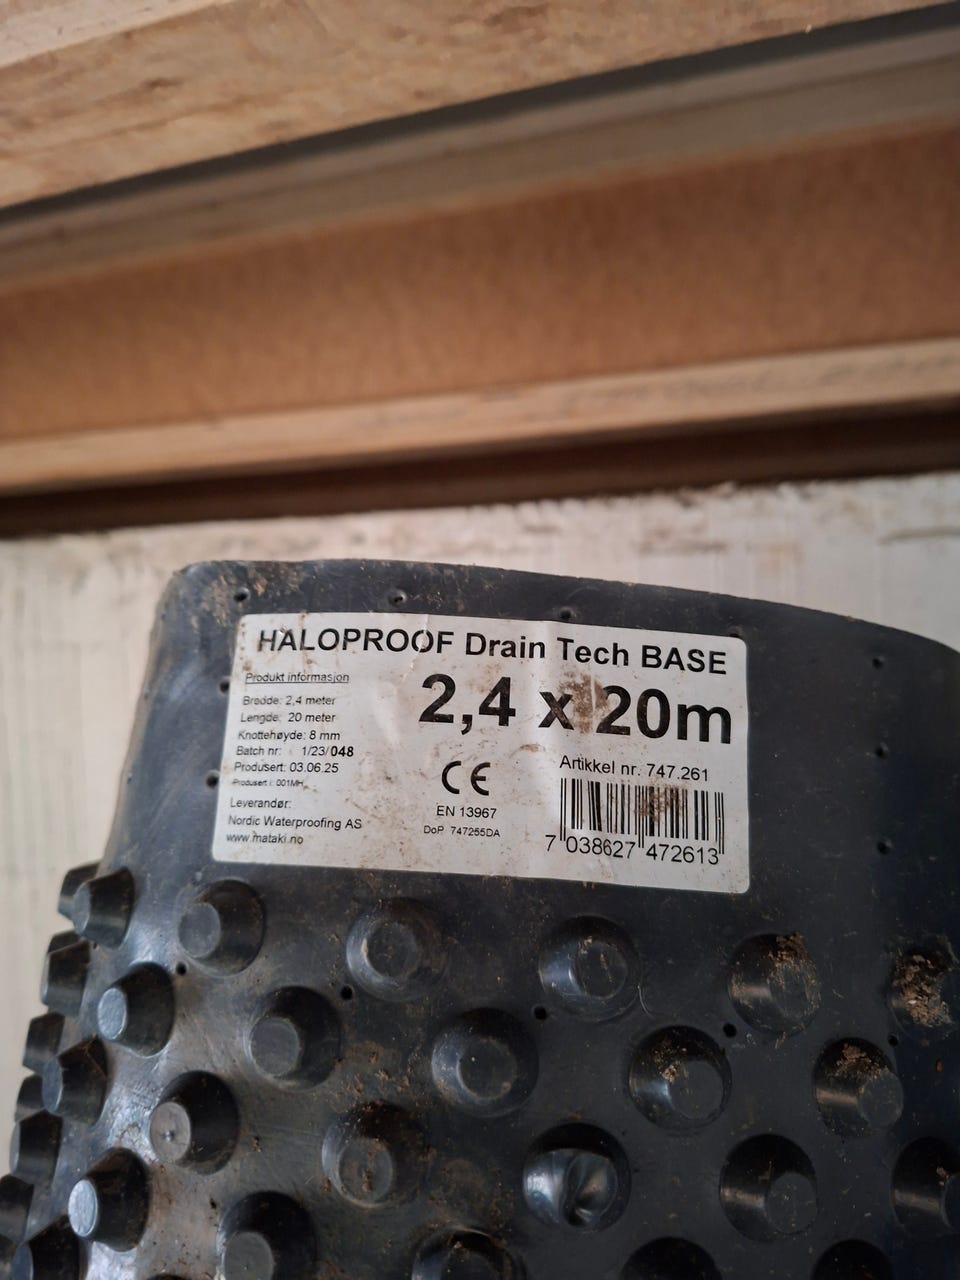 HALOPROOF Drain Tech BASE
Produkt informasjon
2,4 x 20m
Bredde: 2,4 meter
Lengde: 20 meter
Knottehøyde: 8 mm
Batch nr: 1/23/048
Produsert: 03.06.25
Produsert i: 001MH
Leverandør:
Nordic Waterproofing AS
www.mataki.no
CE
EN 13967
DoP 747255DA
Artikkel nr. 747.261
7 038627 472613